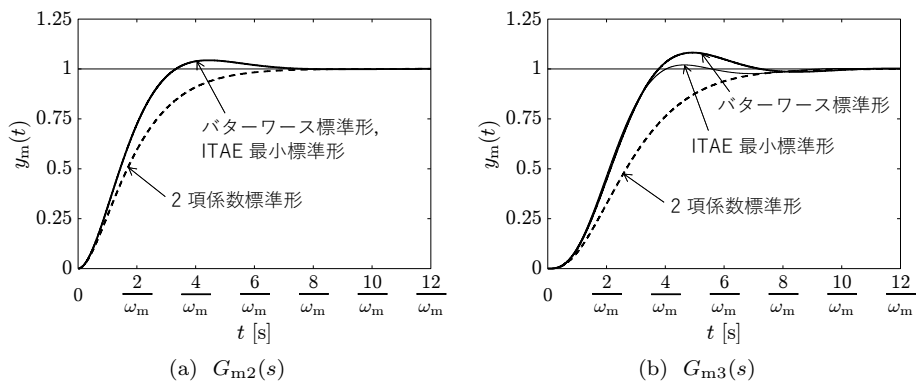 1.25
1
0.75
0.5
0.25
0
y_m(t)
バターワース標準形,
ITAE 最小標準形
2 項係数標準形
0 2/ω_m 4/ω_m 6/ω_m 8/ω_m 10/ω_m 12/ω_m
t [s]
(a) G_m2(s)
1.25
1
0.75
0.5
0.25
0
y_m(t)
バターワース標準形
ITAE 最小標準形
2 項係数標準形
0 2/ω_m 4/ω_m 6/ω_m 8/ω_m 10/ω_m 12/ω_m
t [s]
(b) G_m3(s)